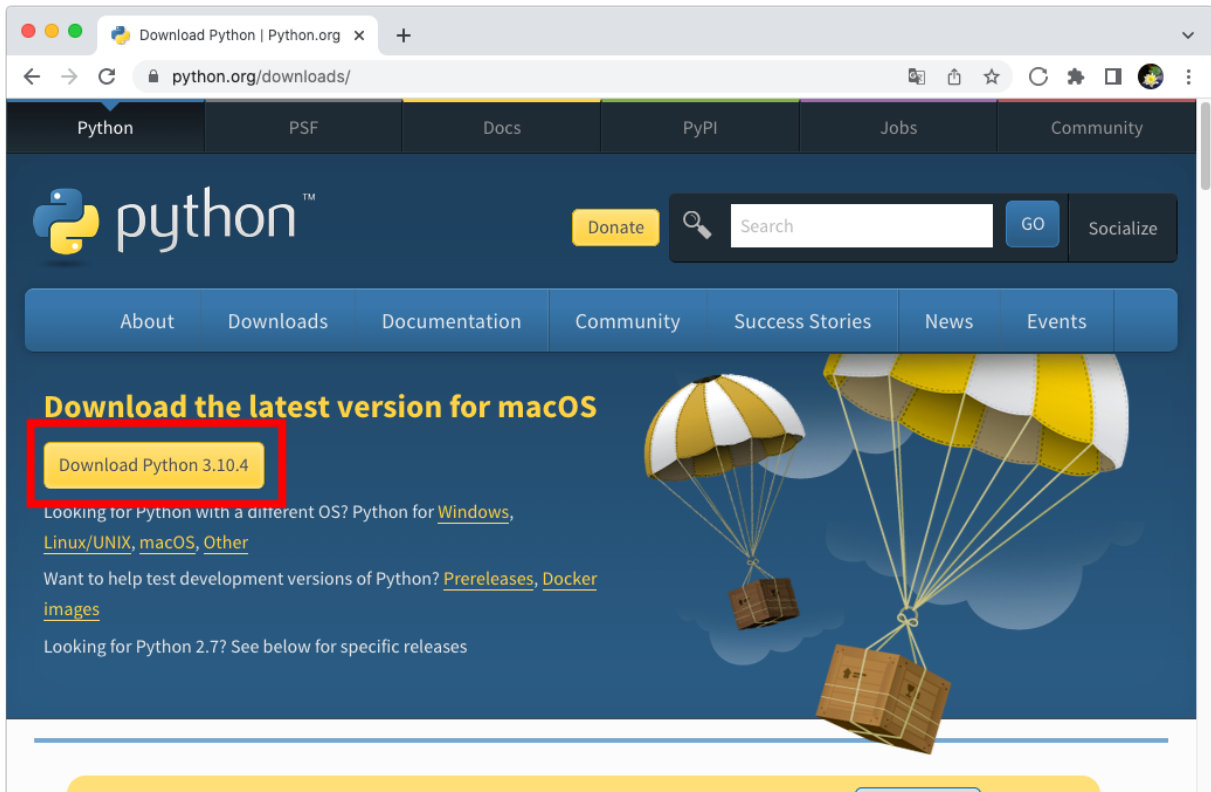 Download Python | Python.org
python.org/downloads/
Python PSF Docs PyPI Jobs Community
python™
Donate Search GO Socialize
About Downloads Documentation Community Success Stories News Events
Download the latest version for macOS
Download Python 3.10.4
Looking for Python with a different OS? Python for Windows,
Linux/UNIX, macOS, Other
Want to help test development versions of Python? Prereleases, Docker
images
Looking for Python 2.7? See below for specific releases